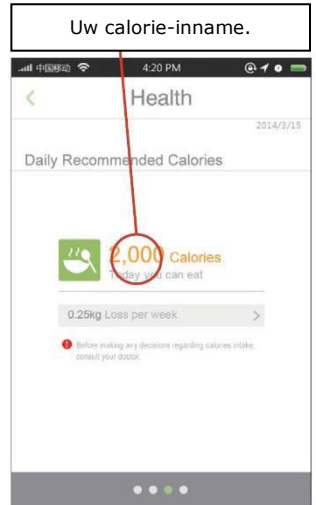 Uw calorie-inname.
中国移动 4:20 PM
Health
2014/3/15
Daily Recommended Calories
2,000 Calories
Today you can eat
0.25kg Loss per week
Before making any decisions regarding calories intake,
consult your doctor.